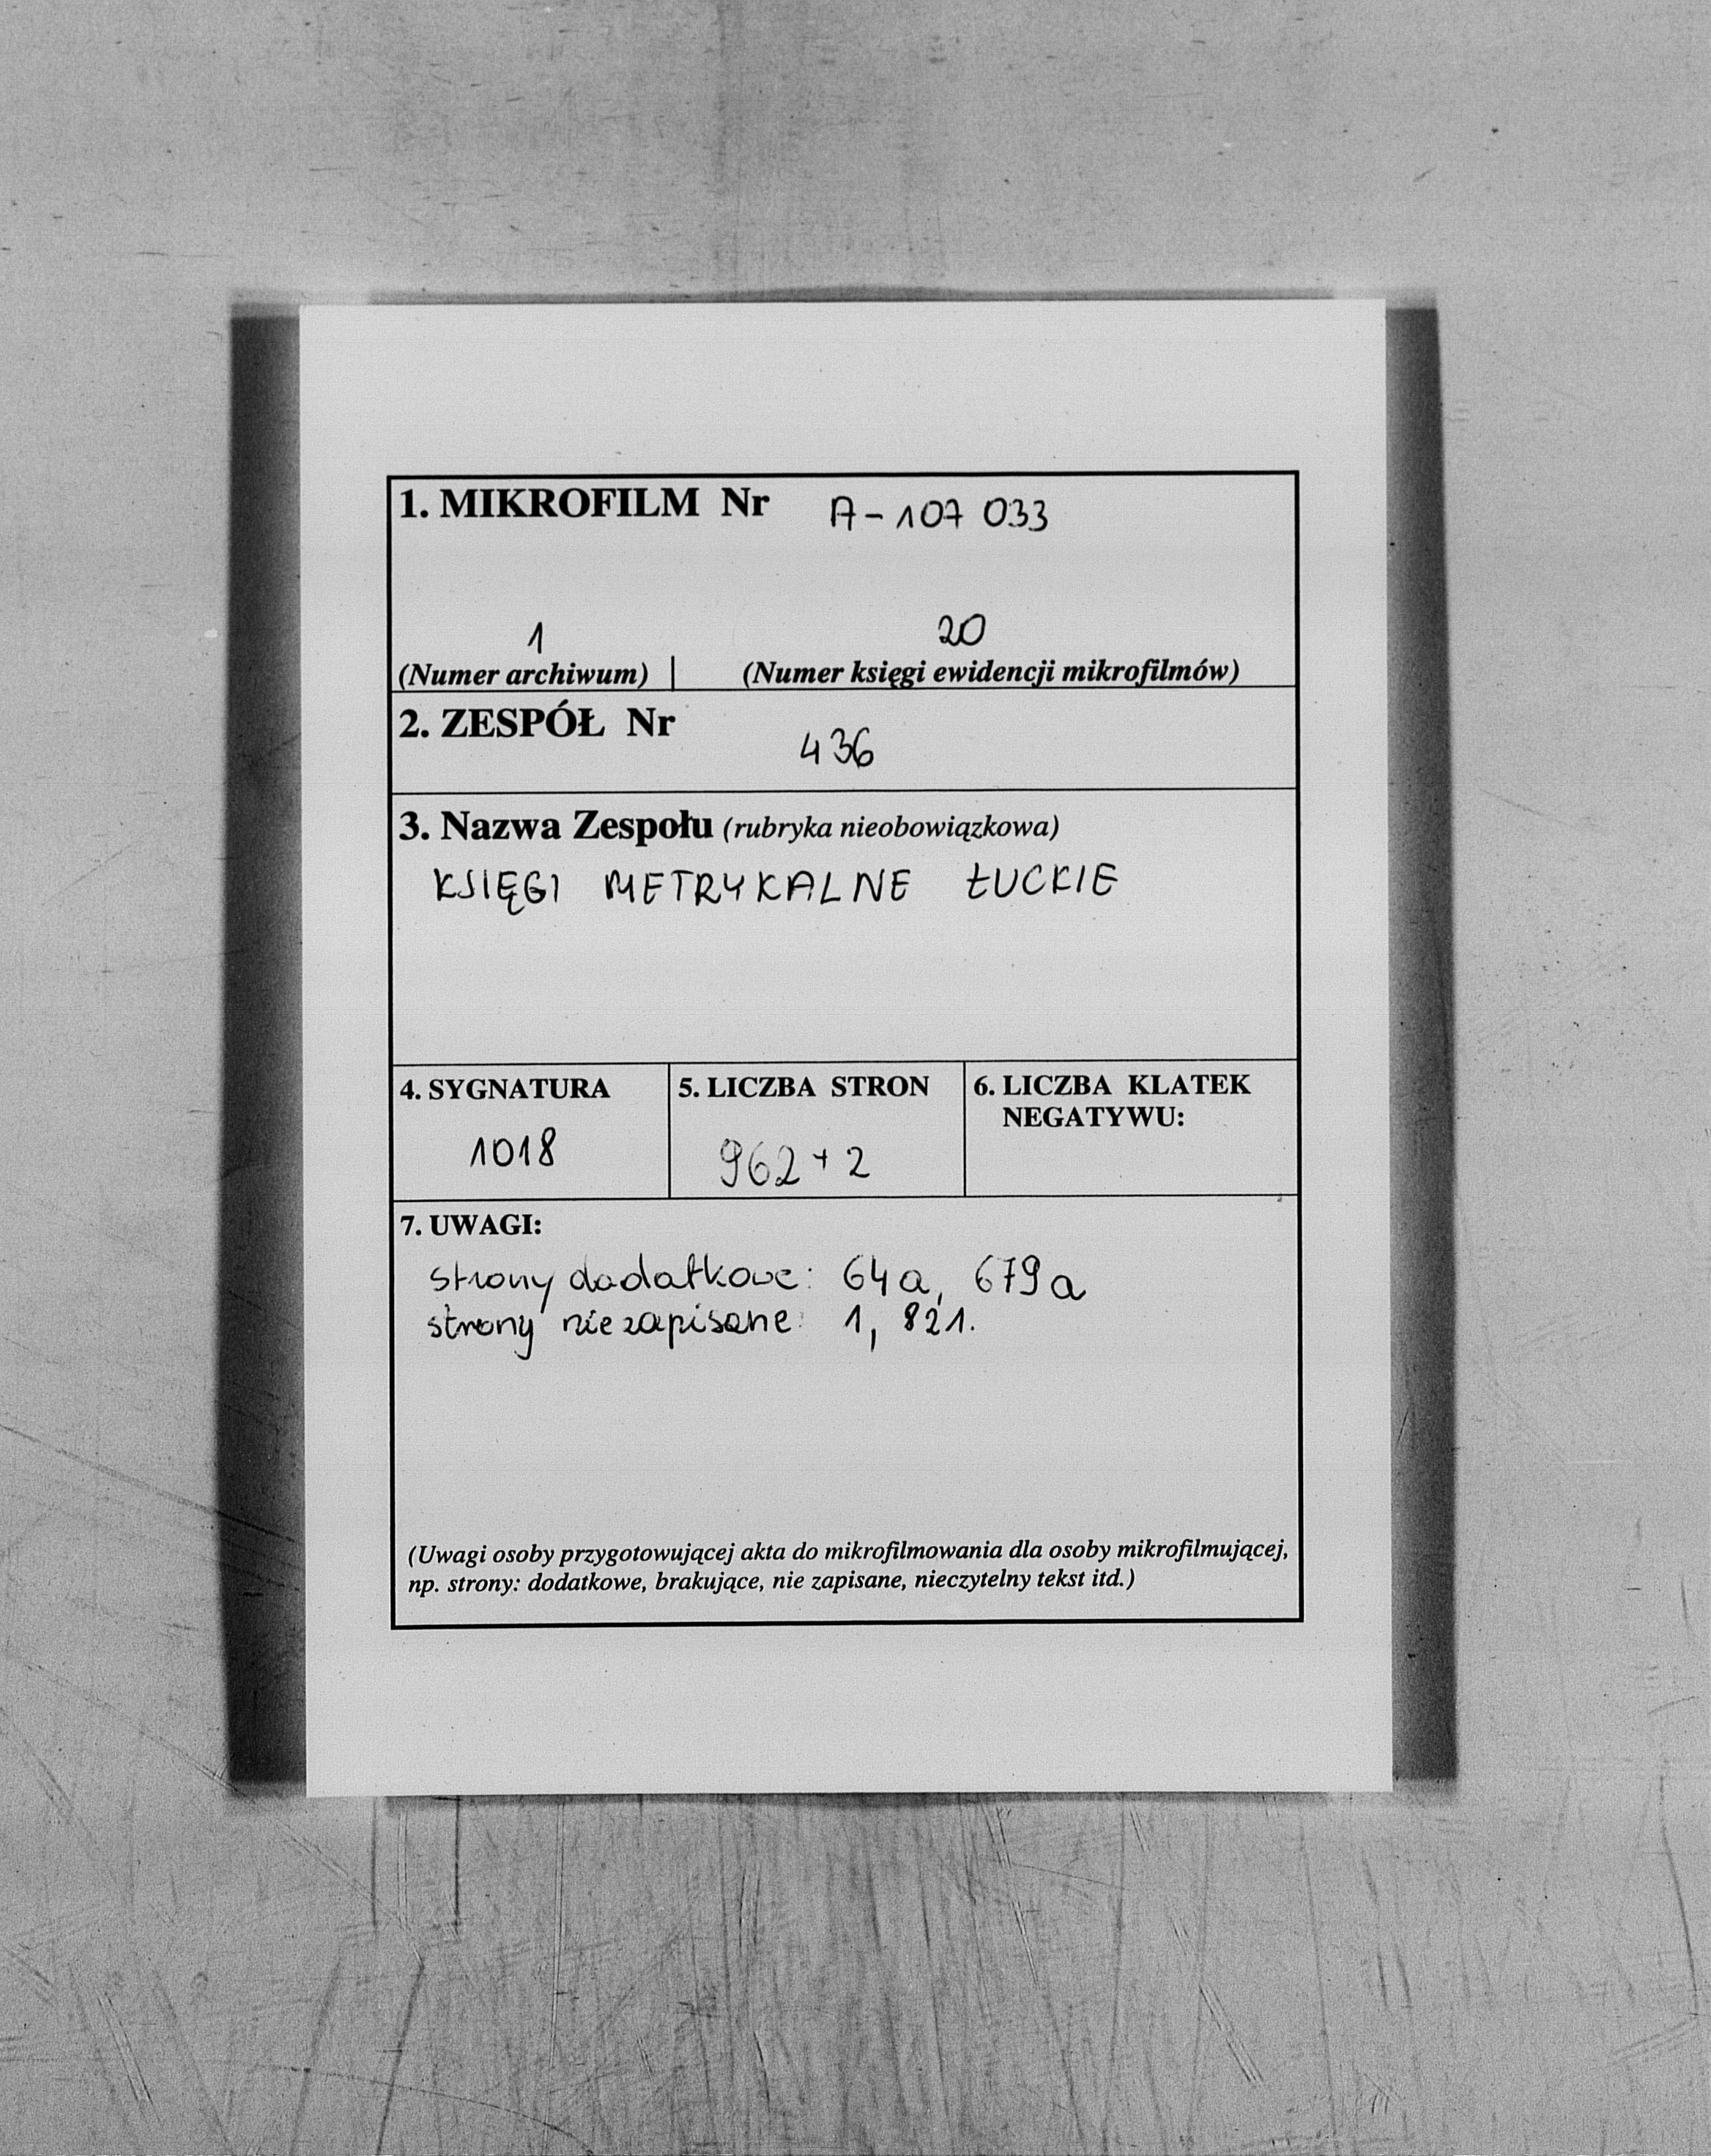 1. MIKROFILM Nr A-107 033
1 20
(Numer archiwum) | (Numer księgi ewidencji mikrofilmów)
2. ZESPÓŁ Nr 436
3. Nazwa Zespołu (rubryka nieobowiązkowa)
KSIĘGI METRYKALNE ŁUCKIE
4. SYGNATURA 5. LICZBA STRON 6. LICZBA KLATEK
NEGATYWU:
1018 962 + 2
7. UWAGI:
strony dodatkowe: 64a, 679a
strony niezapisane: 1, 821.
(Uwagi osoby przygotowującej akta do mikrofilmowania dla osoby mikrofilmującej,
np. strony: dodatkowe, brakujące, nie zapisane, nieczytelny tekst itd.)